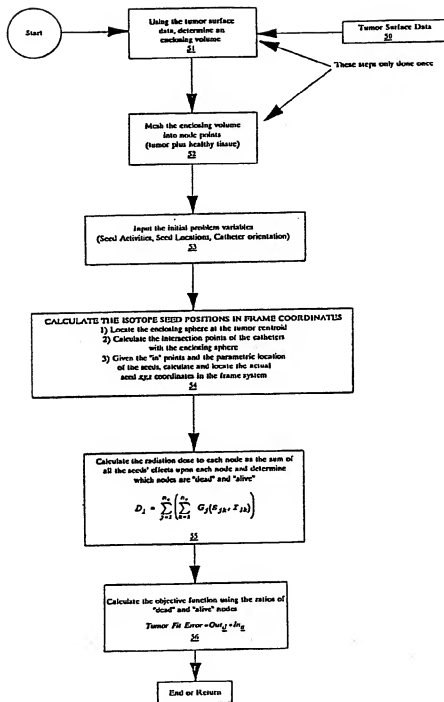 Start
Using the tumor surface
data, determine an
enclosing volume
51
Tumor Surface Data
50
These steps only done once
Mesh the enclosing volume
into node points
(tumor plus healthy tissue)
52
Input the initial problem variables
(Seed Activities, Seed Locations, Catheter orientation)
53
CALCULATE THE ISOTOPE SEED POSITIONS IN FRAME COORDINATES
1) Locate the enclosing sphere at the tumor centroid
2) Calculate the intersection points of the catheters
with the enclosing sphere
3) Given the "in" points and the parametric location
of the seeds, calculate and locate the actual
seed x,y,z coordinates in the frame system
54
Calculate the radiation dose to each node as the sum of
all the seeds' effects upon each node and determine
which nodes are "dead" and "alive"
55
Calculate the objective function using the ratios of
"dead" and "alive" nodes
Tumor Fit Error =
56
End or Return